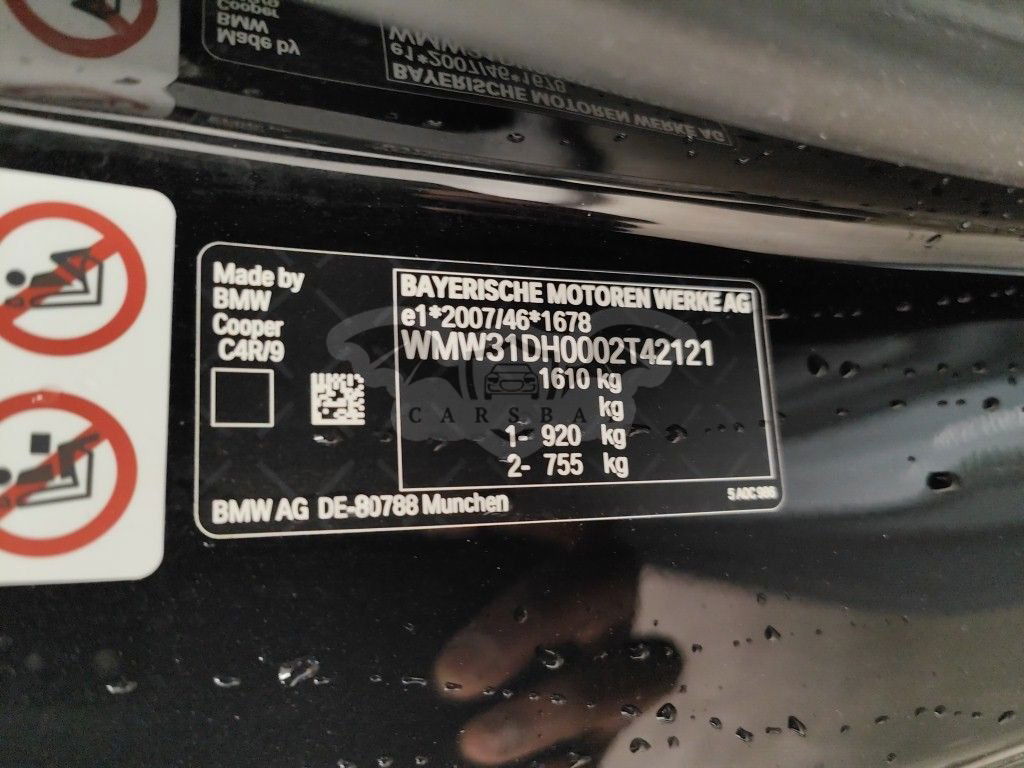 Made by
BMW
Cooper
C4R/9
BAYERISCHE MOTOREN WERKE AG
e1*2007/46*1678
WMW31DH0002T42121
1610 kg
kg
1- 920 kg
2- 755 kg
BMW AG DE-80788 Munchen
CARSBA